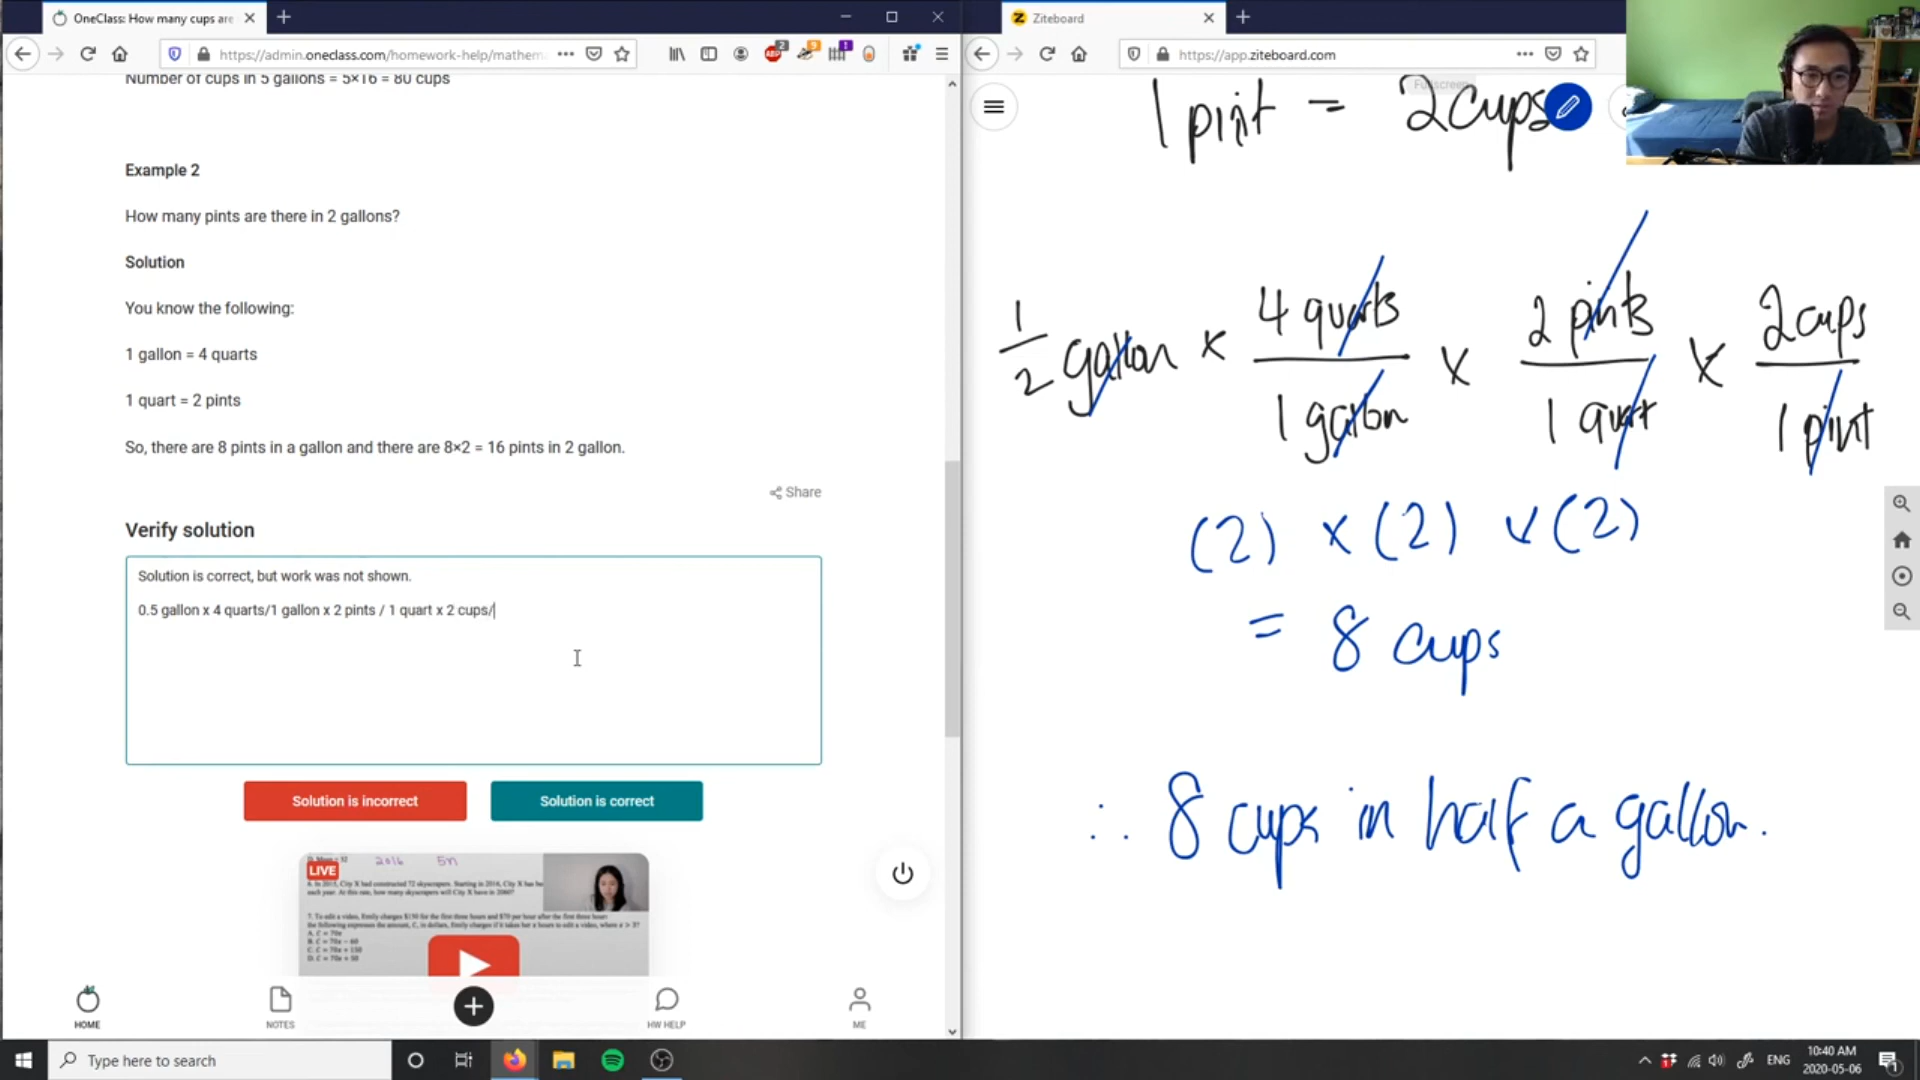 OneClass: How many cups are
Ziteboard
https://admin.oneclass.com/homework-help/mathem
https://app.ziteboard.com
Number of cups in 5 gallons = 5×16 = 80 cups
Example 2
How many pints are there in 2 gallons?
Solution
You know the following:
1 gallon = 4 quarts
1 quart = 2 pints
So, there are 8 pints in a gallon and there are 8×2 = 16 pints in 2 gallon.
Share
Verify solution
Solution is correct, but work was not shown.
0.5 gallon x 4 quarts/1 gallon x 2 pints / 1 quart x 2 cups/
Solution is incorrect
Solution is correct
LIVE
2016 5n
HOME
NOTES
HW HELP
ME
Fullscreen
1 pint = 2 cups
1/2 gallon x 4 quarts/1 gallon x 2 pints/1 quart x 2 cups/1 pint
(2) x (2) x (2)
= 8 cups
∴ 8 cups in half a gallon.
Type here to search
ENG
10:40 AM
2020-05-06